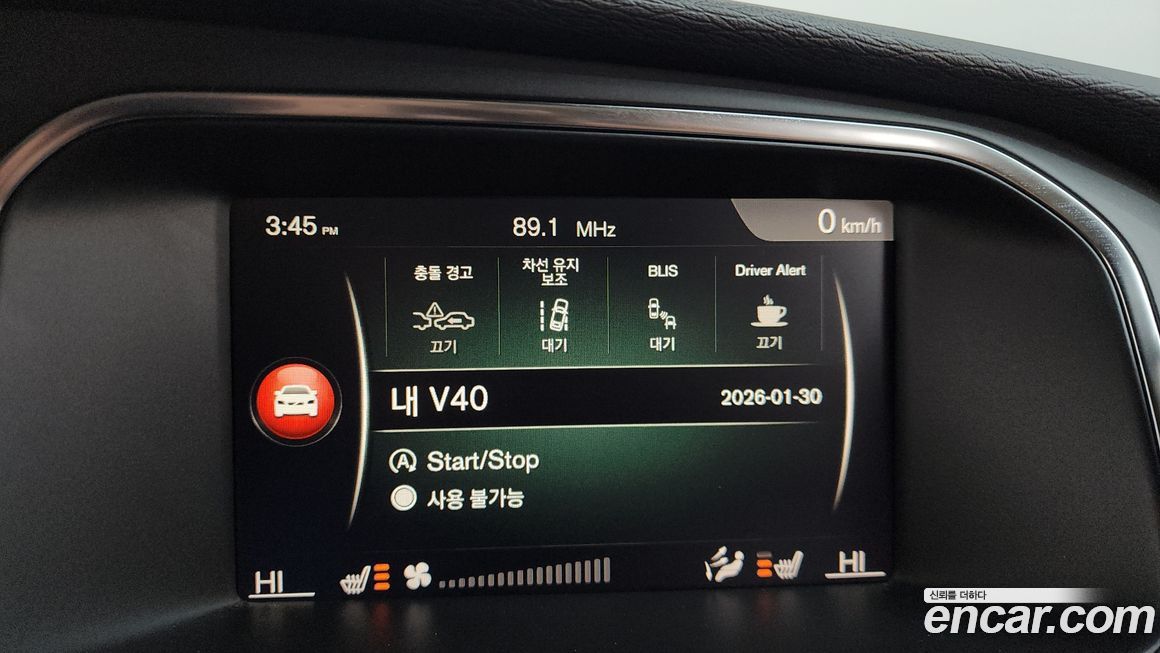 3:45 PM 89.1 MHz 0 km/h
충돌 경고 차선 유지 보조 BLIS Driver Alert
끄기 대기 대기 끄기
내 V40 2026-01-30
Start/Stop
사용 불가능
HI HI
신뢰를 더하다
encar.com